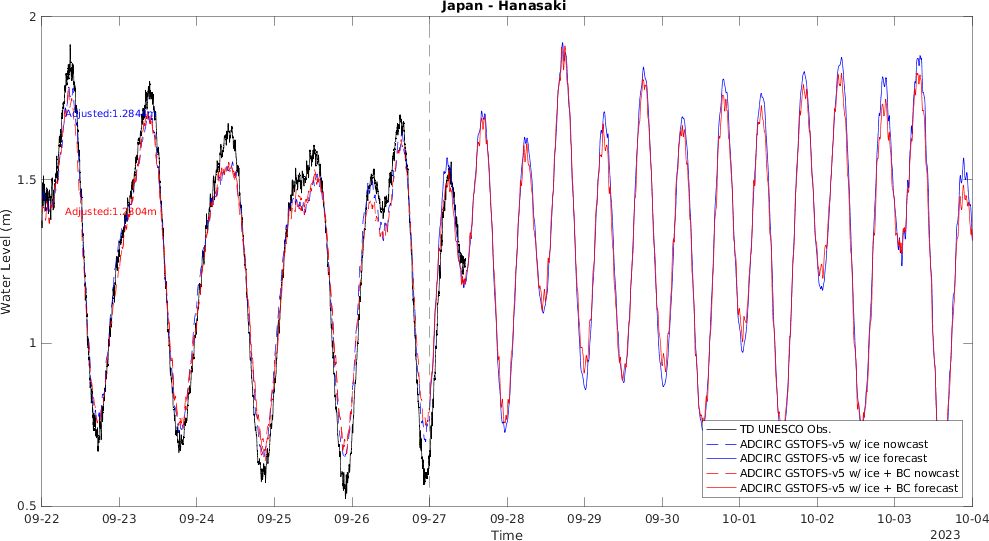 Japan - Hanasaki
2
1.5
1
0.5
Water Level (m)
Adjusted:1.284
Adjusted:1.2304m
TD UNESCO Obs.
ADCIRC GSTOFS-v5 w/ ice nowcast
ADCIRC GSTOFS-v5 w/ ice forecast
ADCIRC GSTOFS-v5 w/ ice + BC nowcast
ADCIRC GSTOFS-v5 w/ ice + BC forecast
09-22 09-23 09-24 09-25 09-26 09-27 09-28 09-29 09-30 10-01 10-02 10-03 10-04
Time
2023